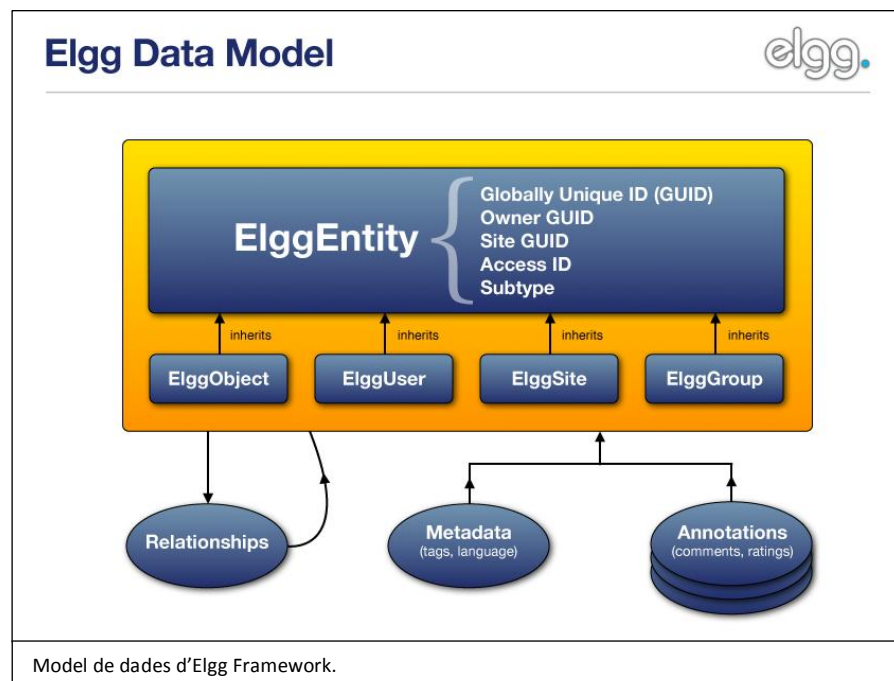 Elgg Data Model
elgg.
ElggEntity
Globally Unique ID (GUID)
Owner GUID
Site GUID
Access ID
Subtype
inherits
inherits
inherits
inherits
ElggObject
ElggUser
ElggSite
ElggGroup
Relationships
Metadata
(tags, language)
Annotations
(comments, ratings)
Model de dades d’Elgg Framework.